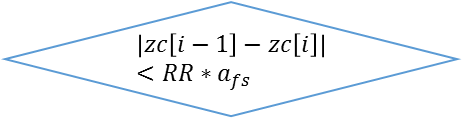 |zc[i − 1] − zc[i]|
< RR * a_fs